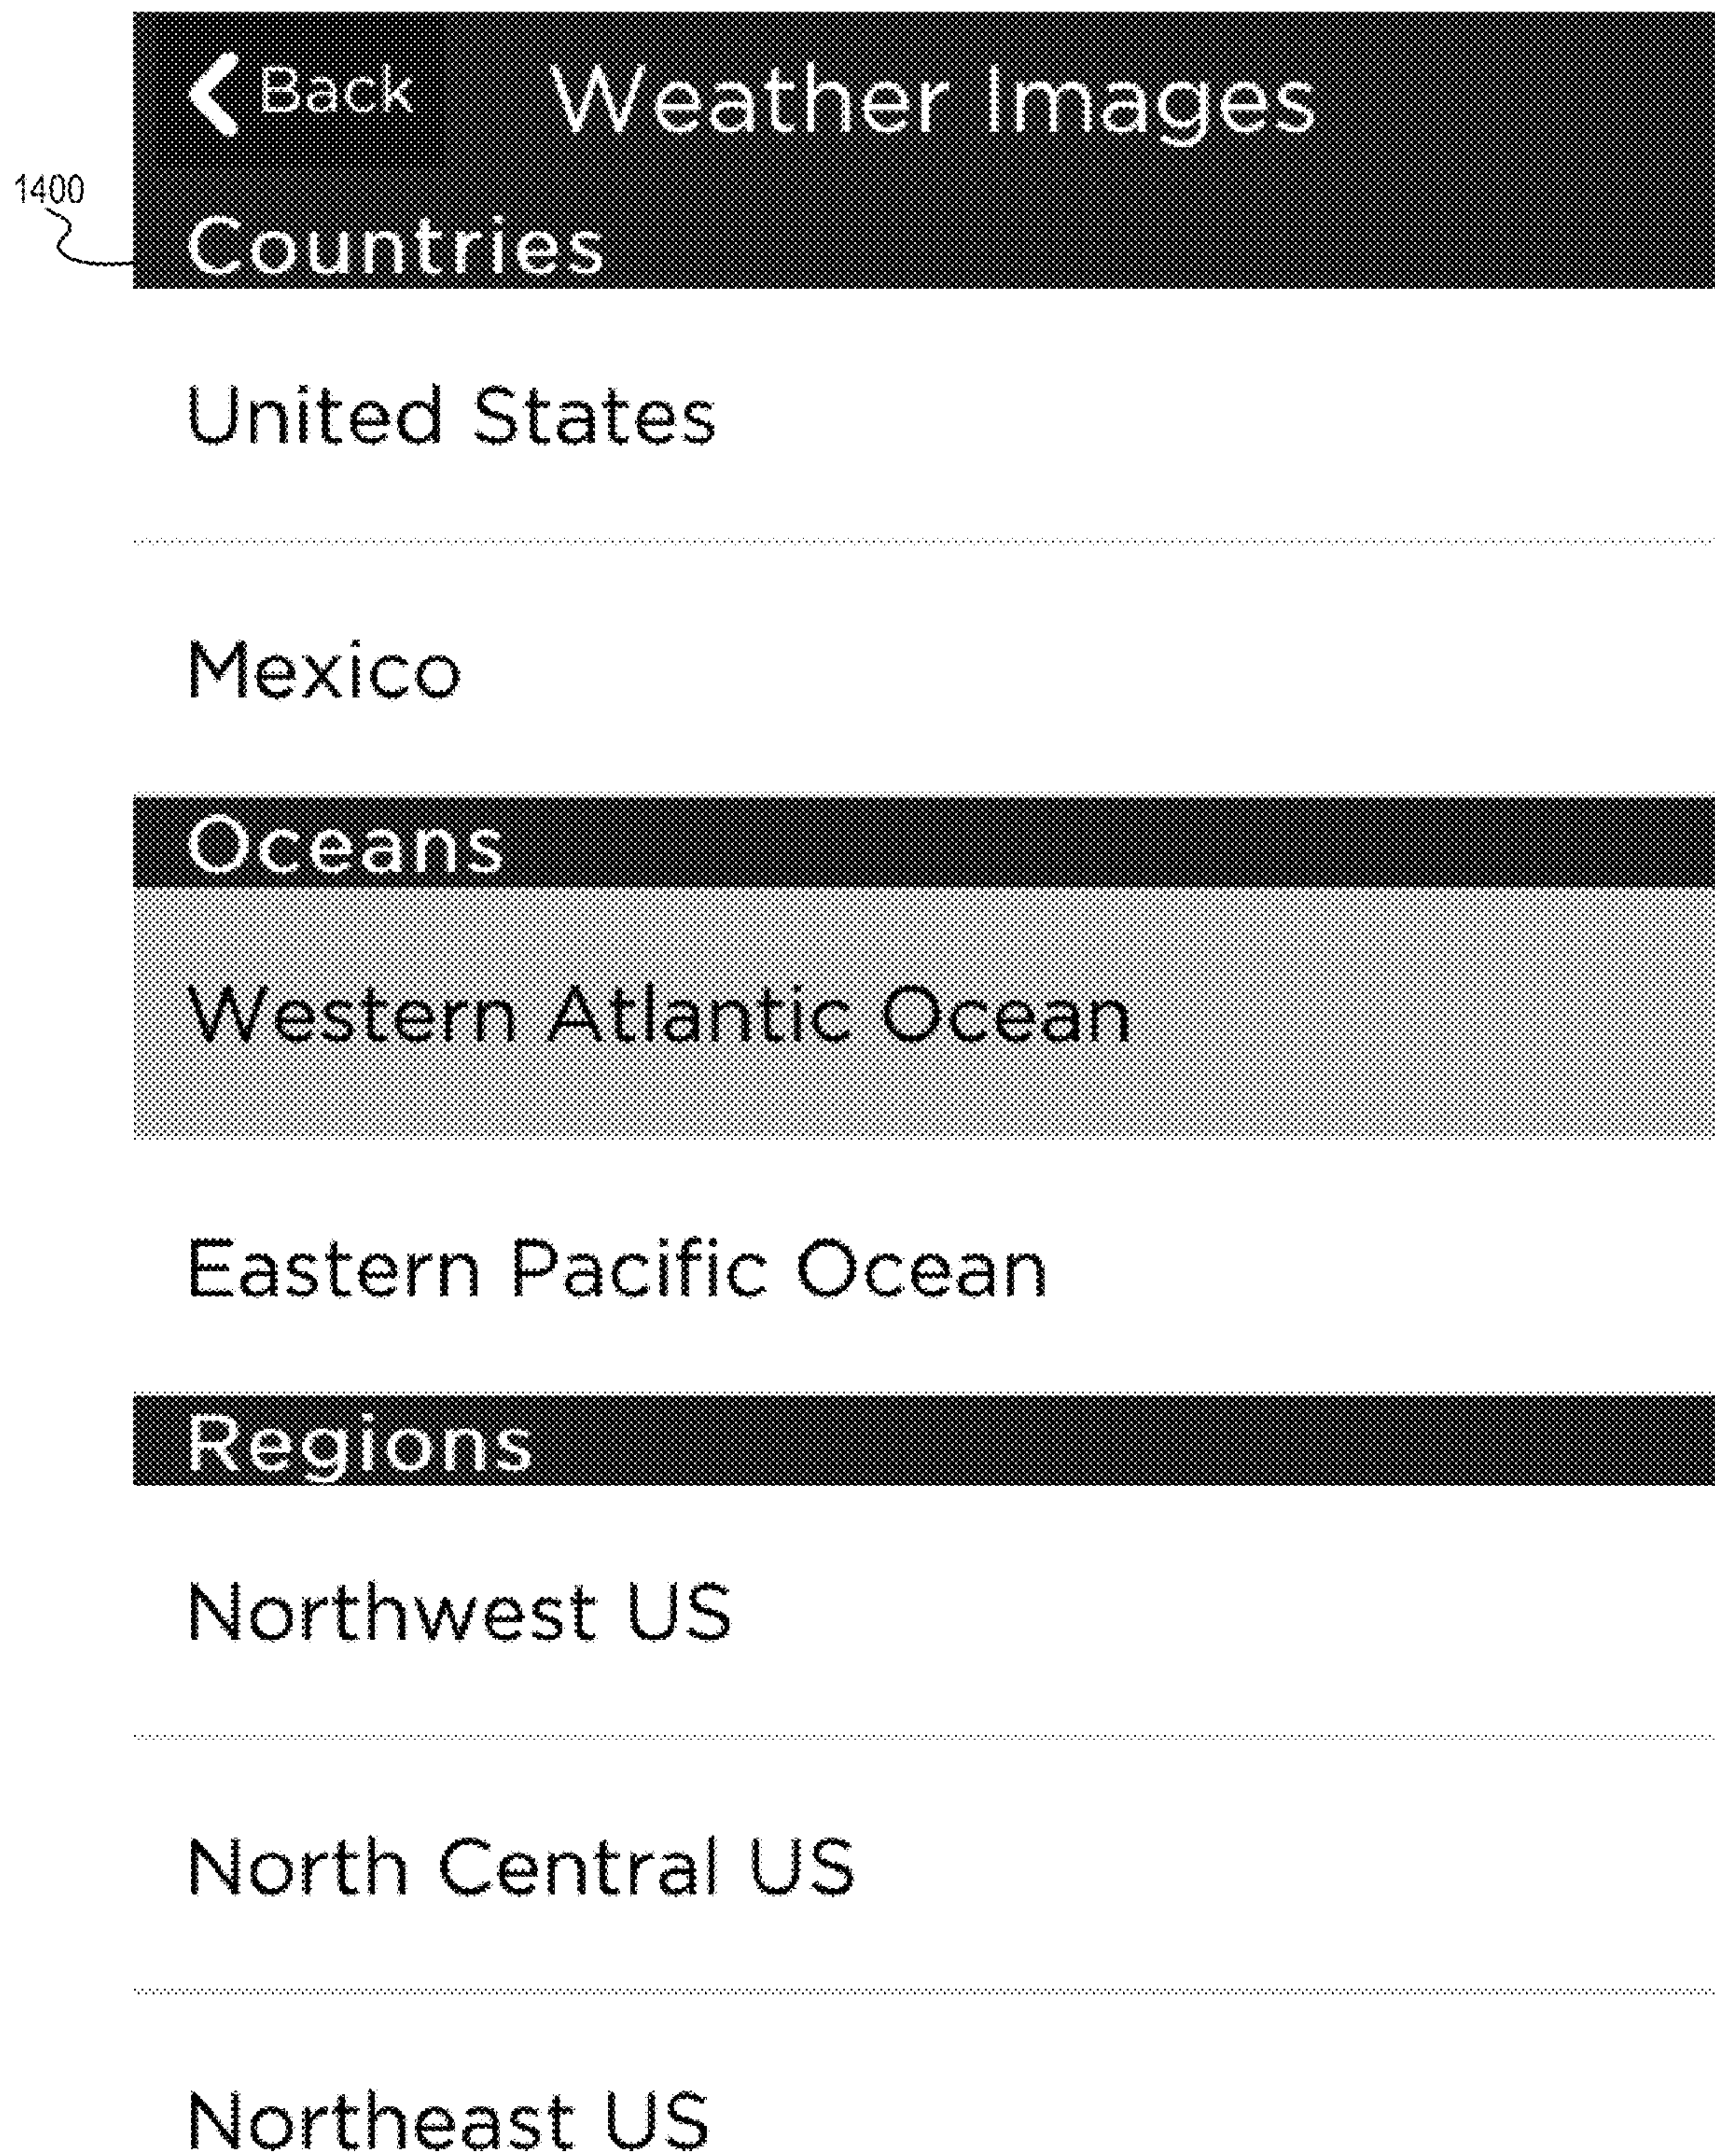 Back Weather Images
1400
Countries
United States
Mexico
Oceans
Western Atlantic Ocean
Eastern Pacific Ocean
Regions
Northwest US
North Central US
Northeast US